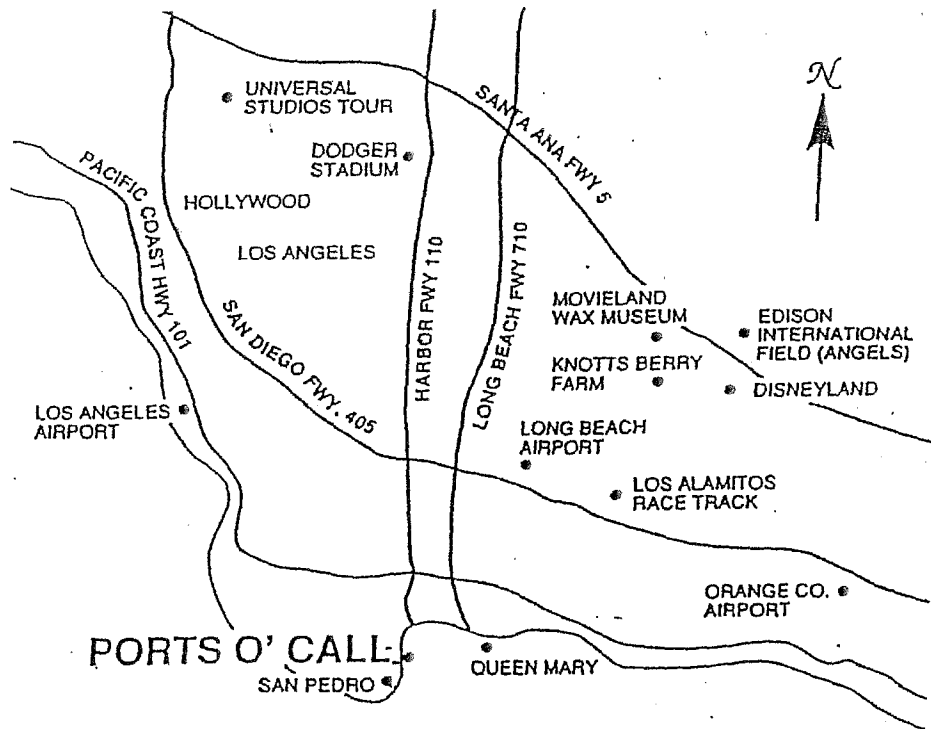 N
UNIVERSAL
STUDIOS TOUR
SANTA ANA FWY 5
DODGER
STADIUM
PACIFIC COAST HWY 101
HOLLYWOOD
LOS ANGELES
HARBOR FWY 110
LONG BEACH FWY 710
SAN DIEGO FWY. 405
MOVIELAND
WAX MUSEUM
EDISON
INTERNATIONAL
FIELD (ANGELS)
KNOTTS BERRY
FARM
DISNEYLAND
LOS ANGELES
AIRPORT
LONG BEACH
AIRPORT
LOS ALAMITOS
RACE TRACK
ORANGE CO.
AIRPORT
PORTS O' CALL
SAN PEDRO
QUEEN MARY